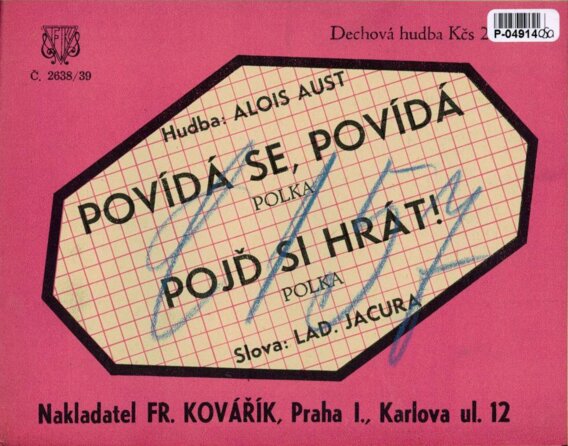 Dechová hudba Kčs 2
P-04914
Č. 2638/39
Hudba: ALOIS AUST
POVÍDÁ SE, POVÍDÁ
POLKA
POJĎ SI HRÁT!
POLKA
Slova: LAD. JACURA
Nakladatel FR. KOVÁŘÍK, Praha I., Karlova ul. 12